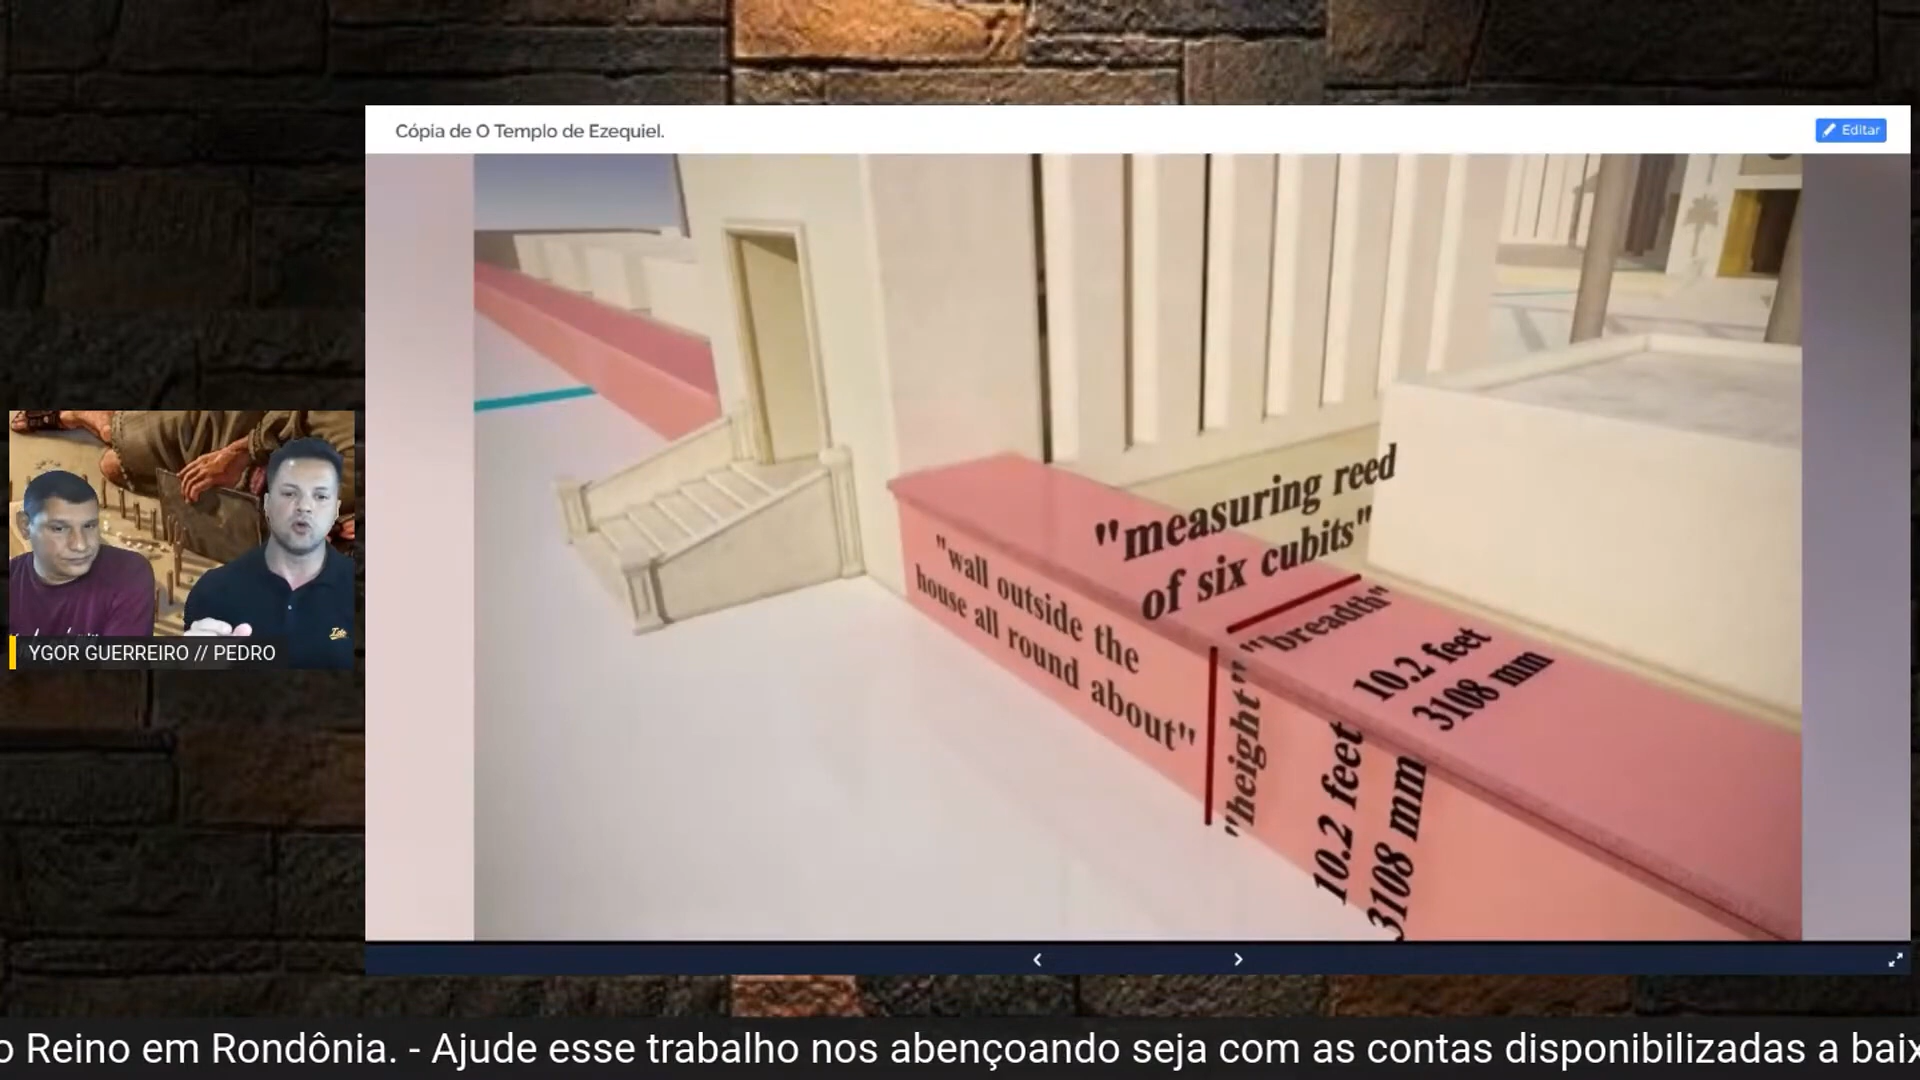 Cópia de O Templo de Ezequiel.
Editar
"measuring reed
of six cubits"
"wall outside the
house all round about"
"breadth"
10.2 feet
3108 mm
"height"
10.2 feet
3108 mm
YGOR GUERREIRO // PEDRO
o Reino em Rondônia. - Ajude esse trabalho nos abençoando seja com as contas disponibilizadas a baix